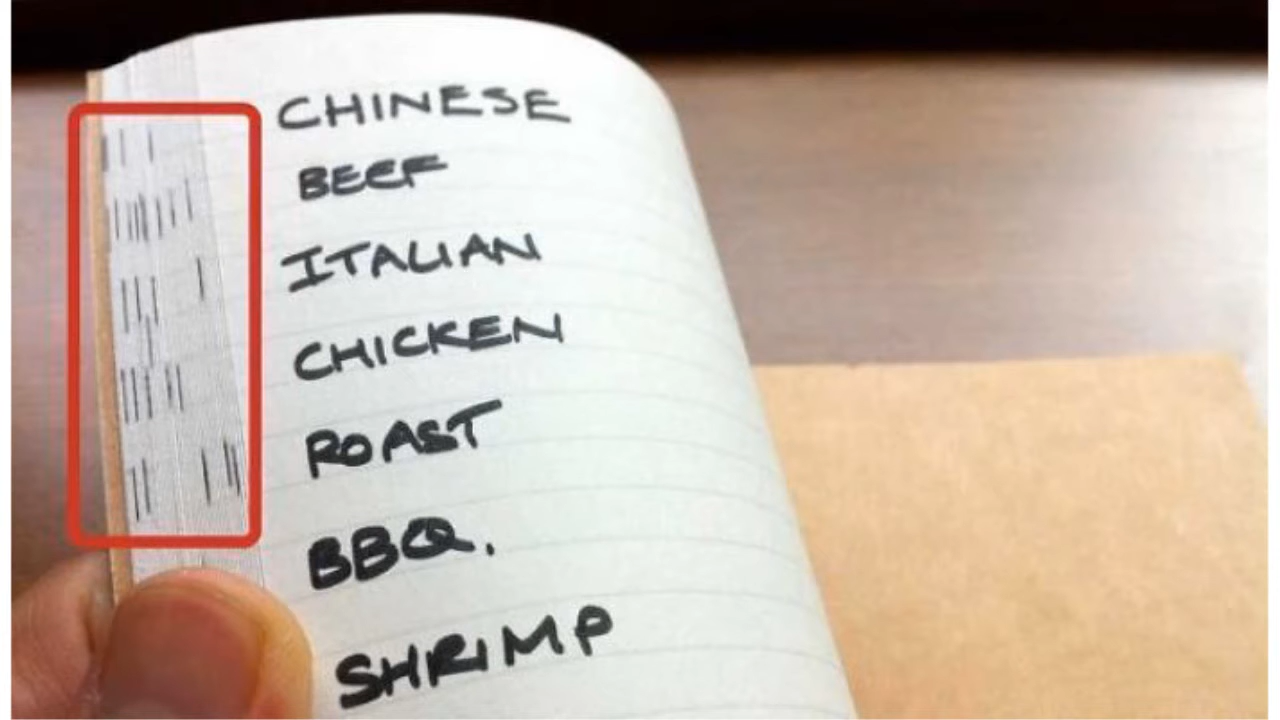 CHINESE
BEEF
ITALIAN
CHICKEN
ROAST
BBQ.
SHRIMP